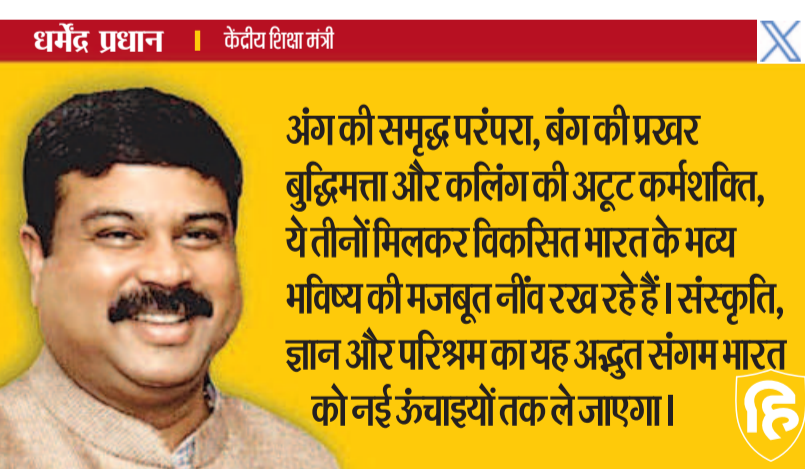 धर्मेंद्र प्रधान | केंद्रीय शिक्षा मंत्री
X
अंग की समृद्ध परंपरा, बंग की प्रखर
बुद्धिमत्ता और कलिंग की अटूट कर्मशक्ति,
ये तीनों मिलकर विकसित भारत के भव्य
भविष्य की मजबूत नींव रख रहे हैं। संस्कृति,
ज्ञान और परिश्रम का यह अद्भुत संगम भारत
को नई ऊंचाइयों तक ले जाएगा।
हि